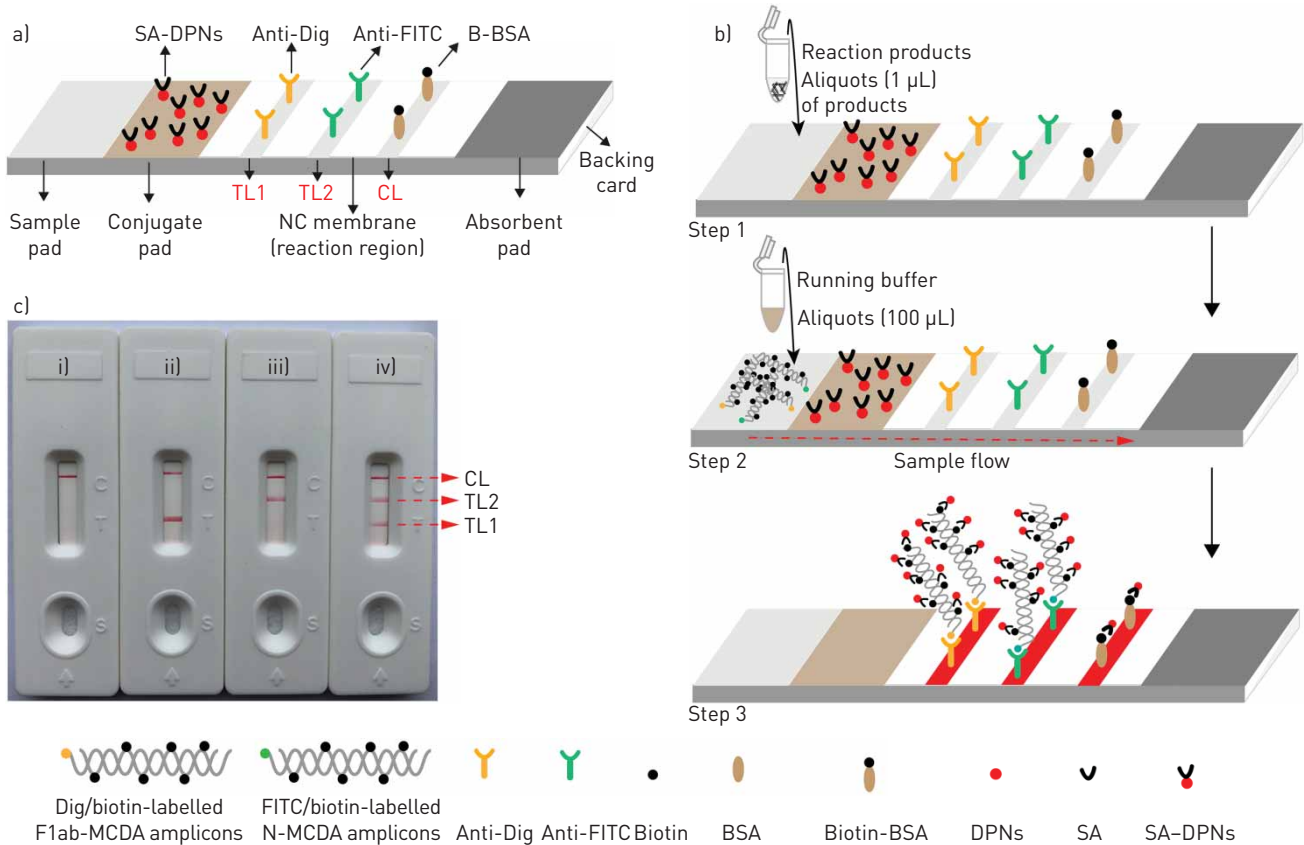 a)
SA-DPNs
Anti-Dig
Anti-FITC
B-BSA
Backing
card
TL1
TL2
CL
Sample
pad
Conjugate
pad
NC membrane
(reaction region)
Absorbent
pad
b)
Reaction products
Aliquots (1 µL)
of products
Step 1
Running buffer
Aliquots (100 µL)
Step 2
Sample flow
Step 3
c)
i)
ii)
iii)
iv)
C
T
S
C
T
S
C
T
S
C
T
S
CL
TL2
TL1
Dig/biotin-labelled
F1ab-MCDA amplicons
FITC/biotin-labelled
N-MCDA amplicons
Anti-Dig
Anti-FITC
Biotin
BSA
Biotin-BSA
DPNs
SA
SA–DPNs